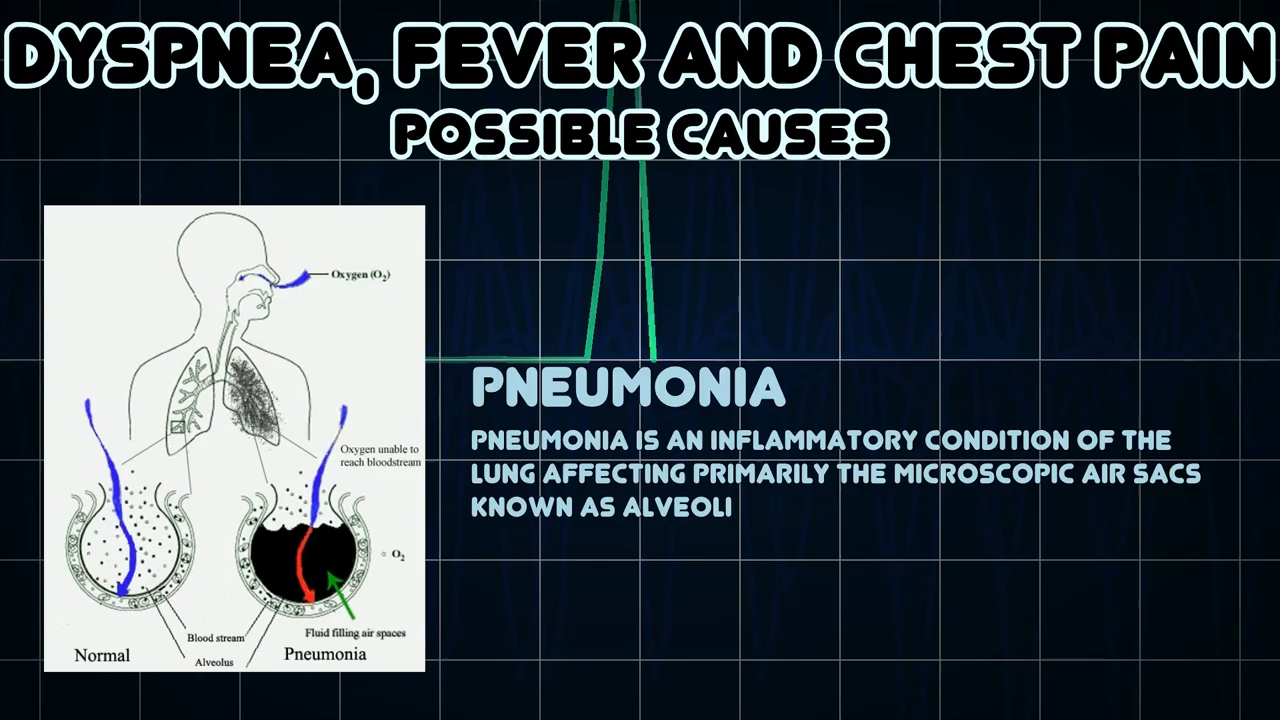 DYSPNEA, FEVER AND CHEST PAIN
POSSIBLE CAUSES
Oxygen (O2)
Oxygen unable to
reach bloodstream
O2
Blood stream
Fluid filling air spaces
Normal
Alveolus
Pneumonia
PNEUMONIA
PNEUMONIA IS AN INFLAMMATORY CONDITION OF THE
LUNG AFFECTING PRIMARILY THE MICROSCOPIC AIR SACS
KNOWN AS ALVEOLI